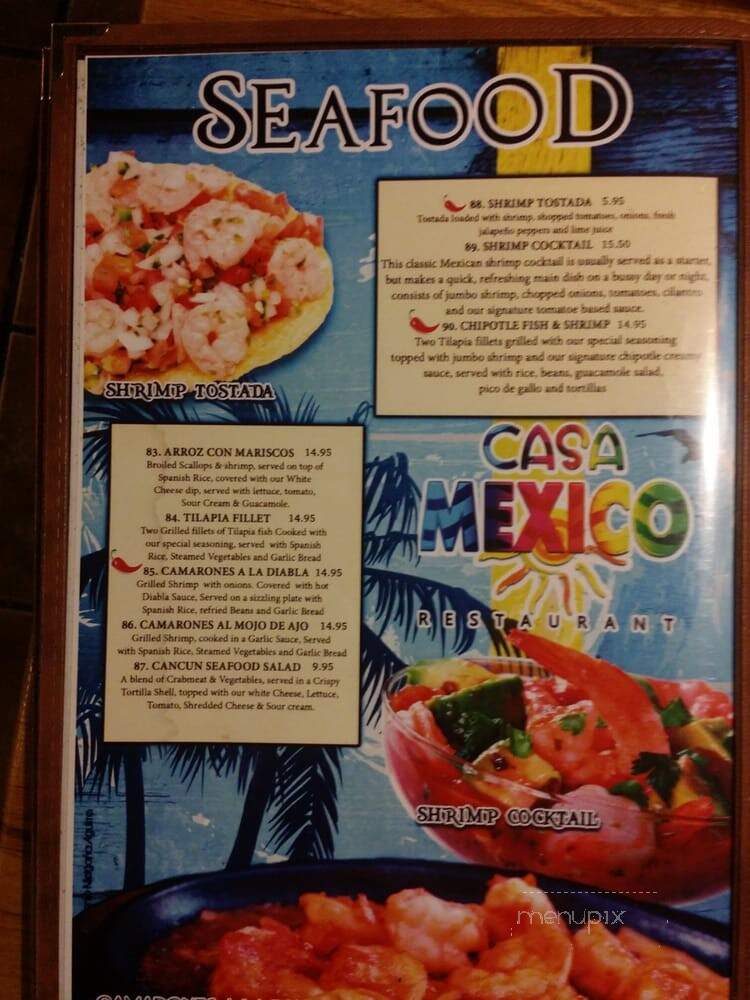 SEAFOOD
88. SHRIMP TOSTADA 5.95
Tostada loaded with shrimp, shopped tomatoes, onions, fresh
jalapeño peppers and lime juice
89. SHRIMP COCKTAIL 15.50
This classic Mexican shrimp cocktail is usually served as a starter,
but makes a quick, refreshing main dish on a bussy day or night,
consists of jumbo shrimp, chopped onions, tomatoes, cilantro
and our signature tomatoe based sauce.
90. CHIPOTLE FISH & SHRIMP 14.95
Two Tilapia fillets grilled with our special seasoning
topped with jumbo shrimp and our signature chipotle creamy
sauce, served with rice, beans, guacamole salad,
pico de gallo and tortillas
SHRIMP TOSTADA
83. ARROZ CON MARISCOS 14.95
Broiled Scallops & shrimp, served on top of
Spanish Rice, covered with our White
Cheese dip, served with lettuce, tomato,
Sour Cream & Guacamole.
84. TILAPIA FILLET 14.95
Two Grilled fillets of Tilapia fish Cooked with
our special seasoning, served with Spanish
Rice, Steamed Vegetables and Garlic Bread
85. CAMARONES A LA DIABLA 14.95
Grilled Shrimp with onions. Covered with hot
Diabla Sauce, Served on a sizzling plate with
Spanish Rice, refried Beans and Garlic Bread
86. CAMARONES AL MOJO DE AJO 14.95
Grilled Shrimp, cooked in a Garlic Sauce, Served
with Spanish Rice, Steamed Vegetables and Garlic Bread
87. CANCUN SEAFOOD SALAD 9.95
A blend of Crabmeat & Vegetables, served in a Crispy
Tortilla Shell, topped with our white Cheese, Lettuce,
Tomato, Shredded Cheese & Sour cream.
CASA
MEXICO
RESTAURANT
SHRIMP COCKTAIL
menupix